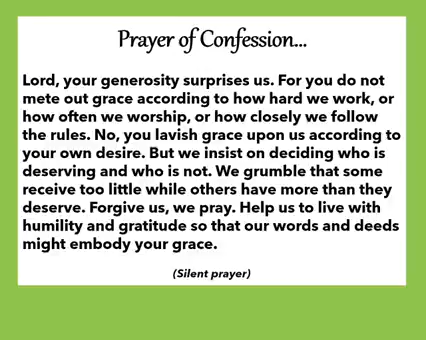 Prayer of Confession...
Lord, your generosity surprises us. For you do not
mete out grace according to how hard we work, or
how often we worship, or how closely we follow
the rules. No, you lavish grace upon us according to
your own desire. But we insist on deciding who is
deserving and who is not. We grumble that some
receive too little while others have more than they
deserve. Forgive us, we pray. Help us to live with
humility and gratitude so that our words and deeds
might embody your grace.
(Silent prayer)